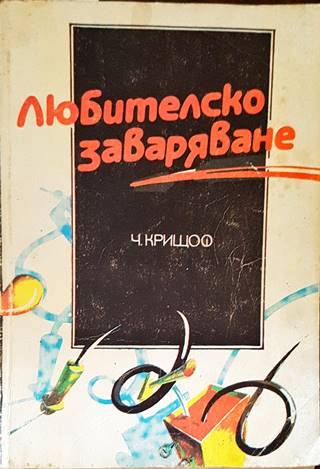 Любителско
заваряване
Ч. КРИЩОФ